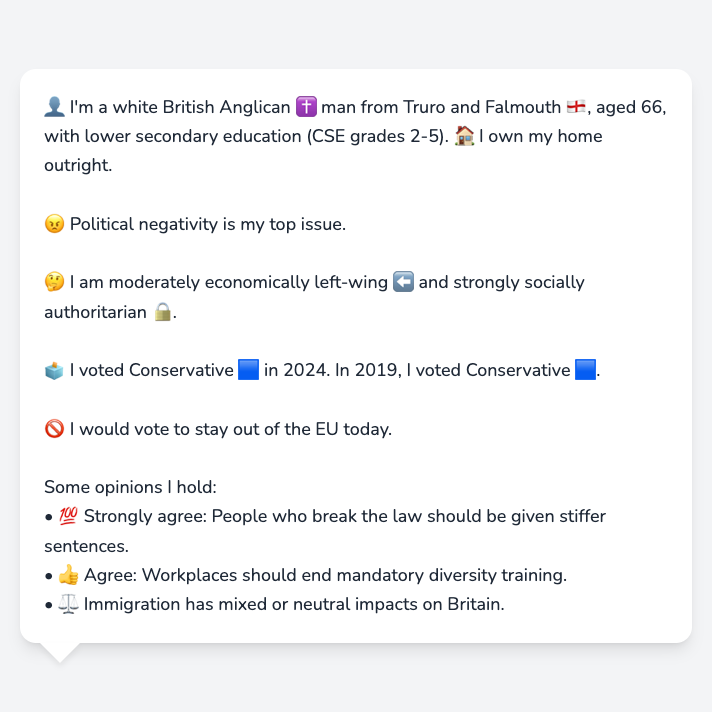 👤 I'm a white British Anglican ✝️ man from Truro and Falmouth 🏴󠁧󠁢󠁥󠁮󠁧󠁿, aged 66,
with lower secondary education (CSE grades 2-5). 🏠 I own my home
outright.
😠 Political negativity is my top issue.
🤔 I am moderately economically left-wing ⬅️ and strongly socially
authoritarian 🔒.
🗳️ I voted Conservative 🟦 in 2024. In 2019, I voted Conservative 🟦.
🚫 I would vote to stay out of the EU today.
Some opinions I hold:
• 💯 Strongly agree: People who break the law should be given stiffer
sentences.
• 👍 Agree: Workplaces should end mandatory diversity training.
• ⚖️ Immigration has mixed or neutral impacts on Britain.